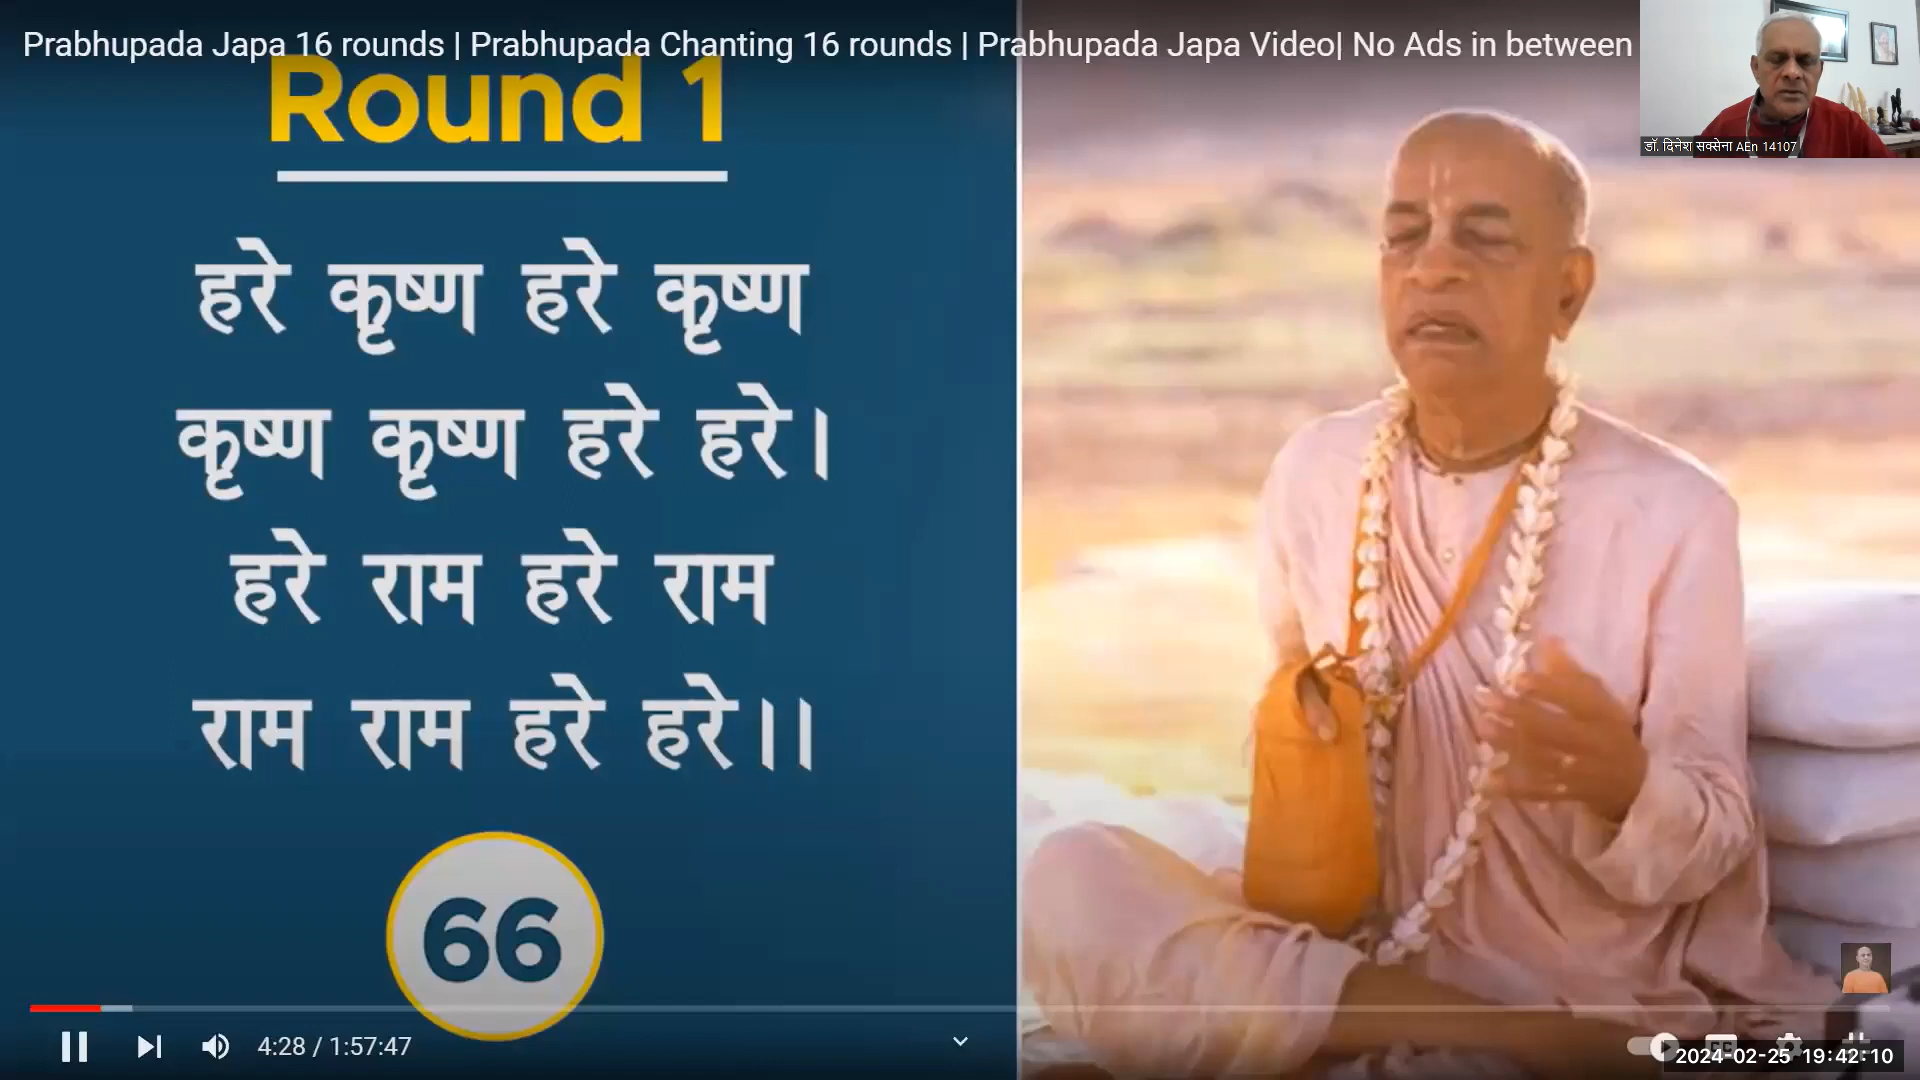 Prabhupada Japa 16 rounds | Prabhupada Chanting 16 rounds | Prabhupada Japa Video| No Ads in between
डॉ. दिनेश सक्सेना AEn 14107
Round 1
हरे कृष्ण हरे कृष्ण
कृष्ण कृष्ण हरे हरे।
हरे राम हरे राम
राम राम हरे हरे।।
66
4:28 / 1:57:47
CC
2024-02-25 19:42:10